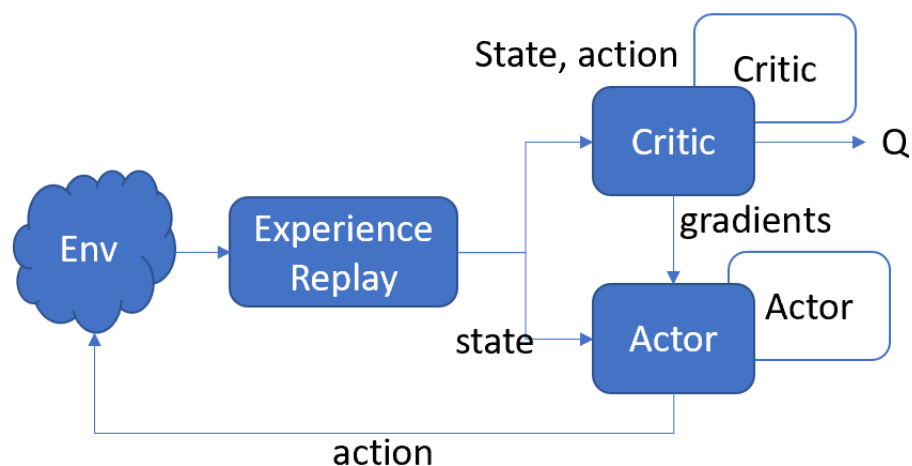 State, action
Critic
Critic
Q
Env
Experience
Replay
gradients
Actor
state
Actor
action